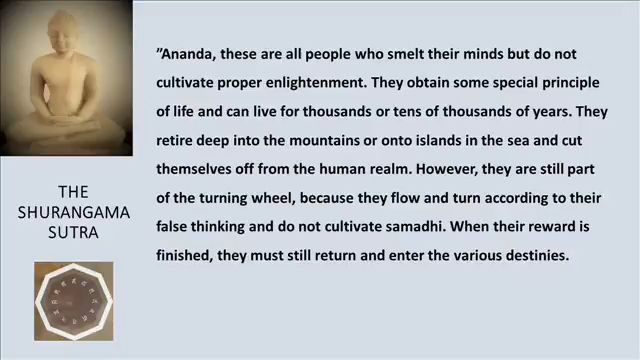 ”Ananda, these are all people who smelt their minds but do not
cultivate proper enlightenment. They obtain some special principle
of life and can live for thousands or tens of thousands of years. They
retire deep into the mountains or onto islands in the sea and cut
themselves off from the human realm. However, they are still part
of the turning wheel, because they flow and turn according to their
false thinking and do not cultivate samadhi. When their reward is
finished, they must still return and enter the various destinies.
THE
SHURANGAMA
SUTRA